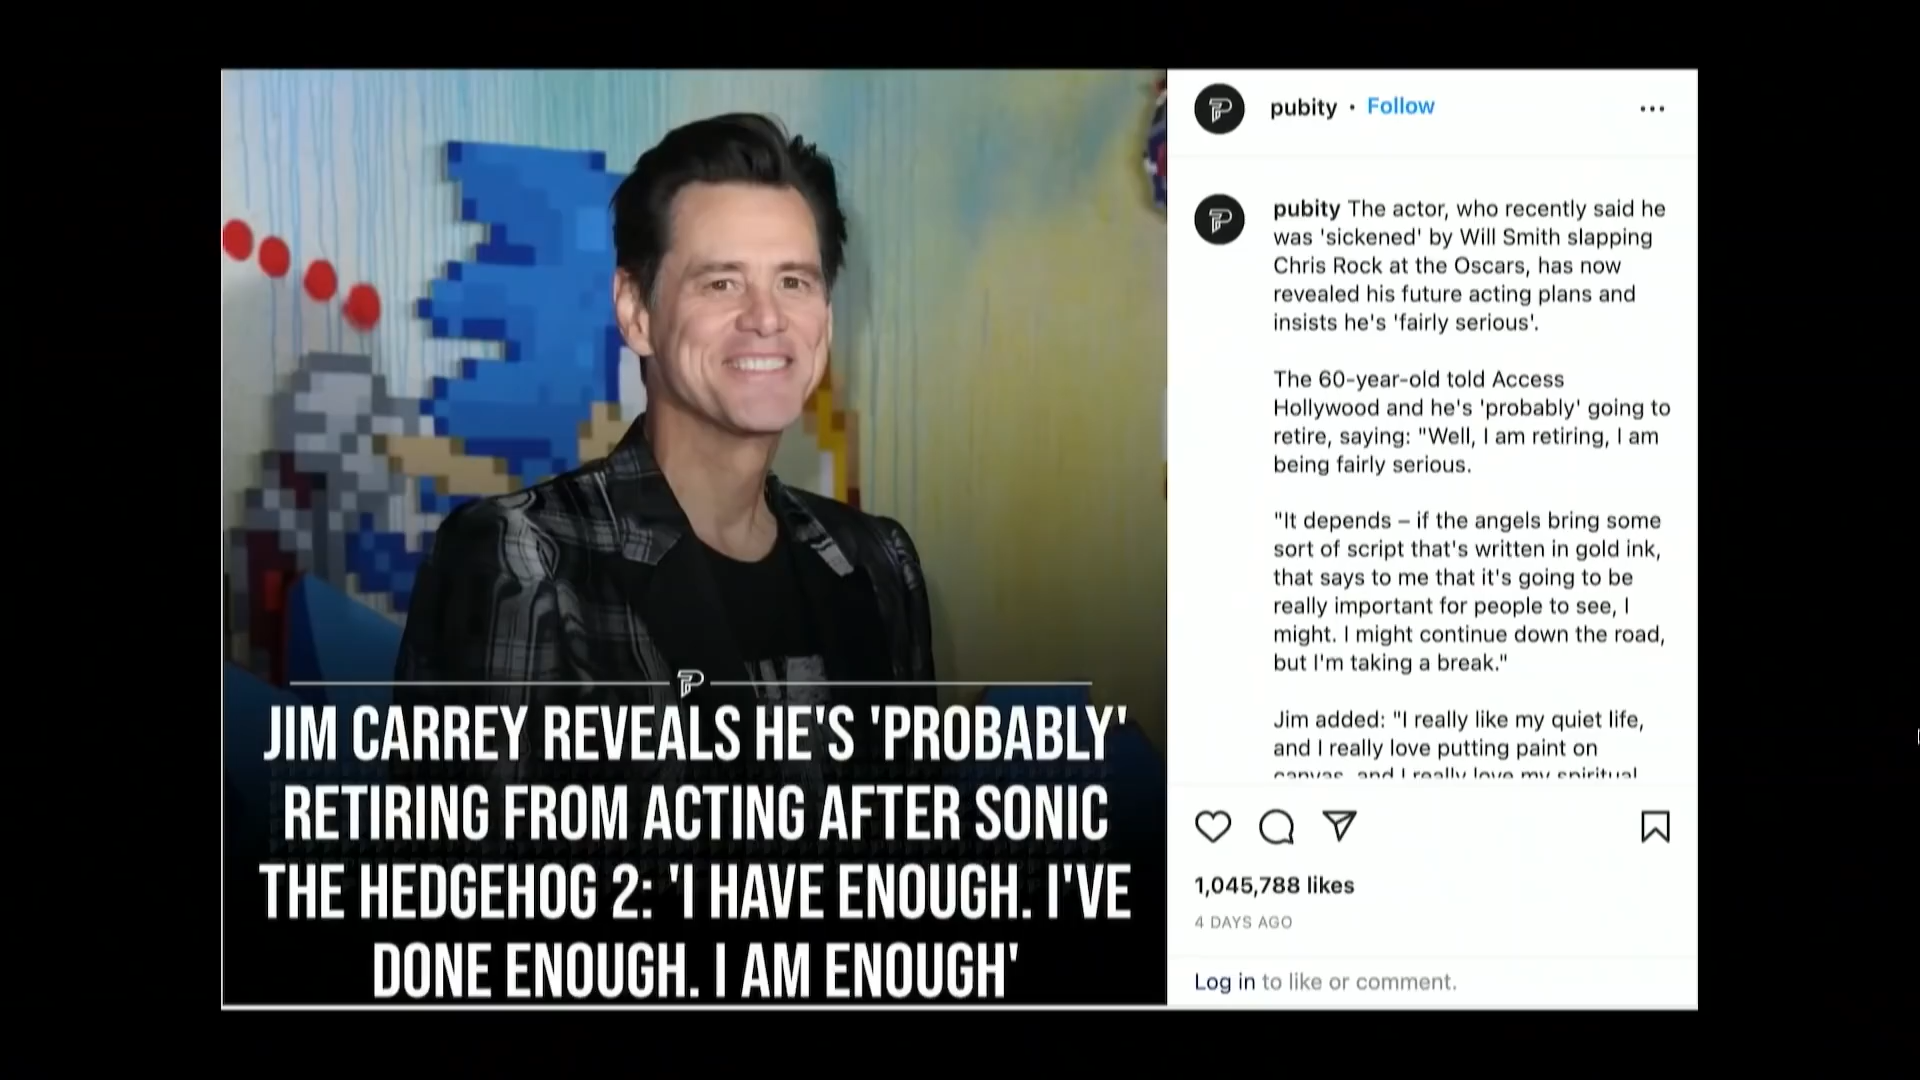 JIM CARREY REVEALS HE'S 'PROBABLY'
RETIRING FROM ACTING AFTER SONIC
THE HEDGEHOG 2: 'I HAVE ENOUGH. I'VE
DONE ENOUGH. I AM ENOUGH'
pubity • Follow
pubity The actor, who recently said he
was 'sickened' by Will Smith slapping
Chris Rock at the Oscars, has now
revealed his future acting plans and
insists he's 'fairly serious'.
The 60-year-old told Access
Hollywood and he's 'probably' going to
retire, saying: "Well, I am retiring, I am
being fairly serious.
"It depends – if the angels bring some
sort of script that's written in gold ink,
that says to me that it's going to be
really important for people to see, I
might. I might continue down the road,
but I'm taking a break."
Jim added: "I really like my quiet life,
and I really love putting paint on
canvas, and I really love my spiritual
1,045,788 likes
4 DAYS AGO
Log in to like or comment.